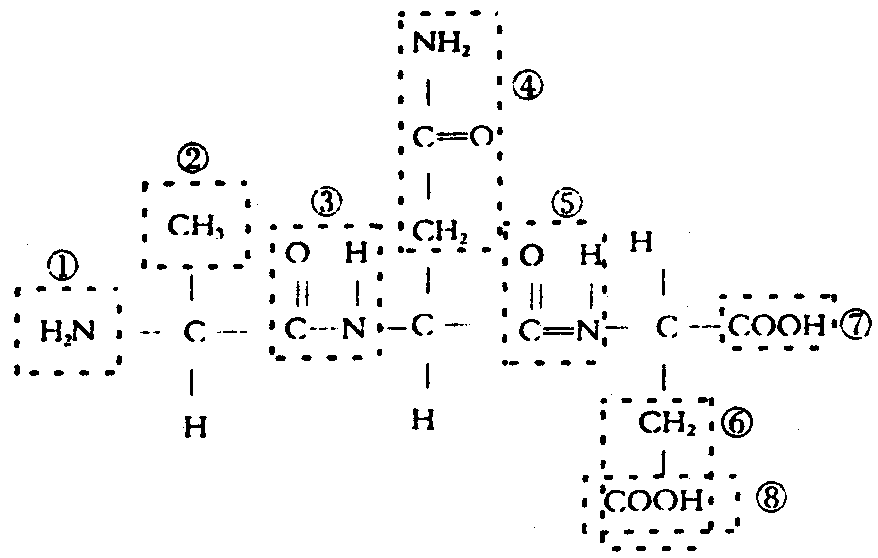 NH₂
④
C=O
②
CH₃
③
CH₂
⑤
O H
O H
H
①
H₂N C C N C C=N C COOH ⑦
H
H
CH₂ ⑥
COOH ⑧